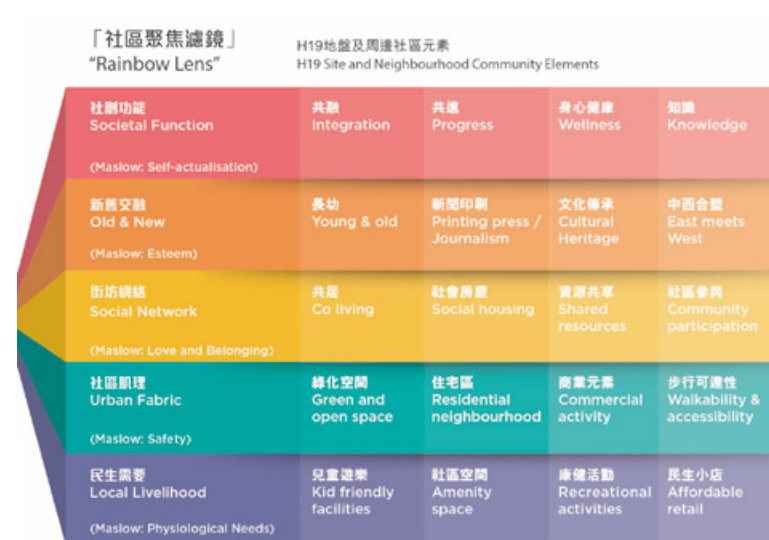 「社區聚焦濾鏡」
“Rainbow Lens”
H19地盤及周邊社區元素
H19 Site and Neighbourhood Community Elements
社創功能
Societal Function
(Maslow: Self-actualisation)
共融
Integration
共進
Progress
身心健康
Wellness
知識
Knowledge
新舊交融
Old & New
(Maslow: Esteem)
長幼
Young & old
新聞印刷
Printing press /
Journalism
文化傳承
Cultural
Heritage
中西合璧
East meets
West
街坊網絡
Social Network
(Maslow: Love and Belonging)
共居
Co living
社會房屋
Social housing
資源共享
Shared
resources
社區參與
Community
participation
社區肌理
Urban Fabric
(Maslow: Safety)
綠化空間
Green and
open space
住宅區
Residential
neighbourhood
商業元素
Commercial
activity
步行可達性
Walkability &
accessibility
民生需要
Local Livelihood
(Maslow: Physiological Needs)
兒童遊樂
Kid friendly
facilities
社區空間
Amenity
space
康健活動
Recreational
activities
民生小店
Affordable
retail